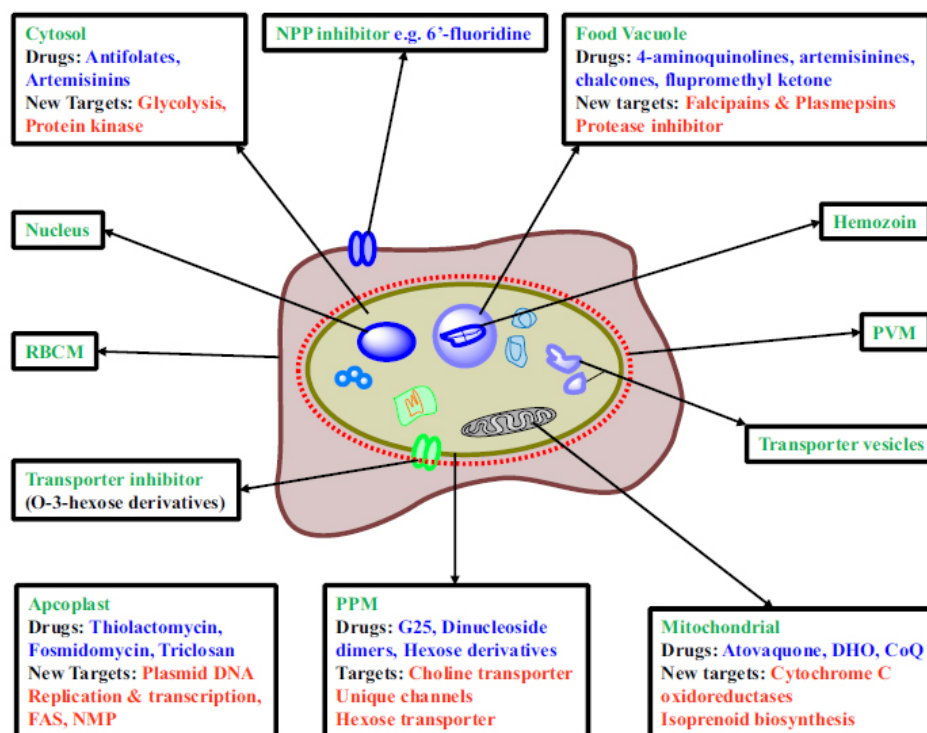 Cytosol
Drugs: Antifolates,
Artemisinins
New Targets: Glycolysis,
Protein kinase
NPP inhibitor e.g. 6’-fluoridine
Food Vacuole
Drugs: 4-aminoquinolines, artemisinines,
chalcones, flupromethyl ketone
New targets: Falcipains & Plasmepsins
Protease inhibitor
Nucleus
Hemozoin
RBCM
PVM
Transporter vesicles
Transporter inhibitor
(O-3-hexose derivatives)
Apcoplast
Drugs: Thiolactomycin,
Fosmidomycin, Triclosan
New Targets: Plasmid DNA
Replication & transcription,
FAS, NMP
PPM
Drugs: G25, Dinucleoside
dimers, Hexose derivatives
Targets: Choline transporter
Unique channels
Hexose transporter
Mitochondrial
Drugs: Atovaquone, DHO, CoQ
New targets: Cytochrome C
oxidoreductases
Isoprenoid biosynthesis